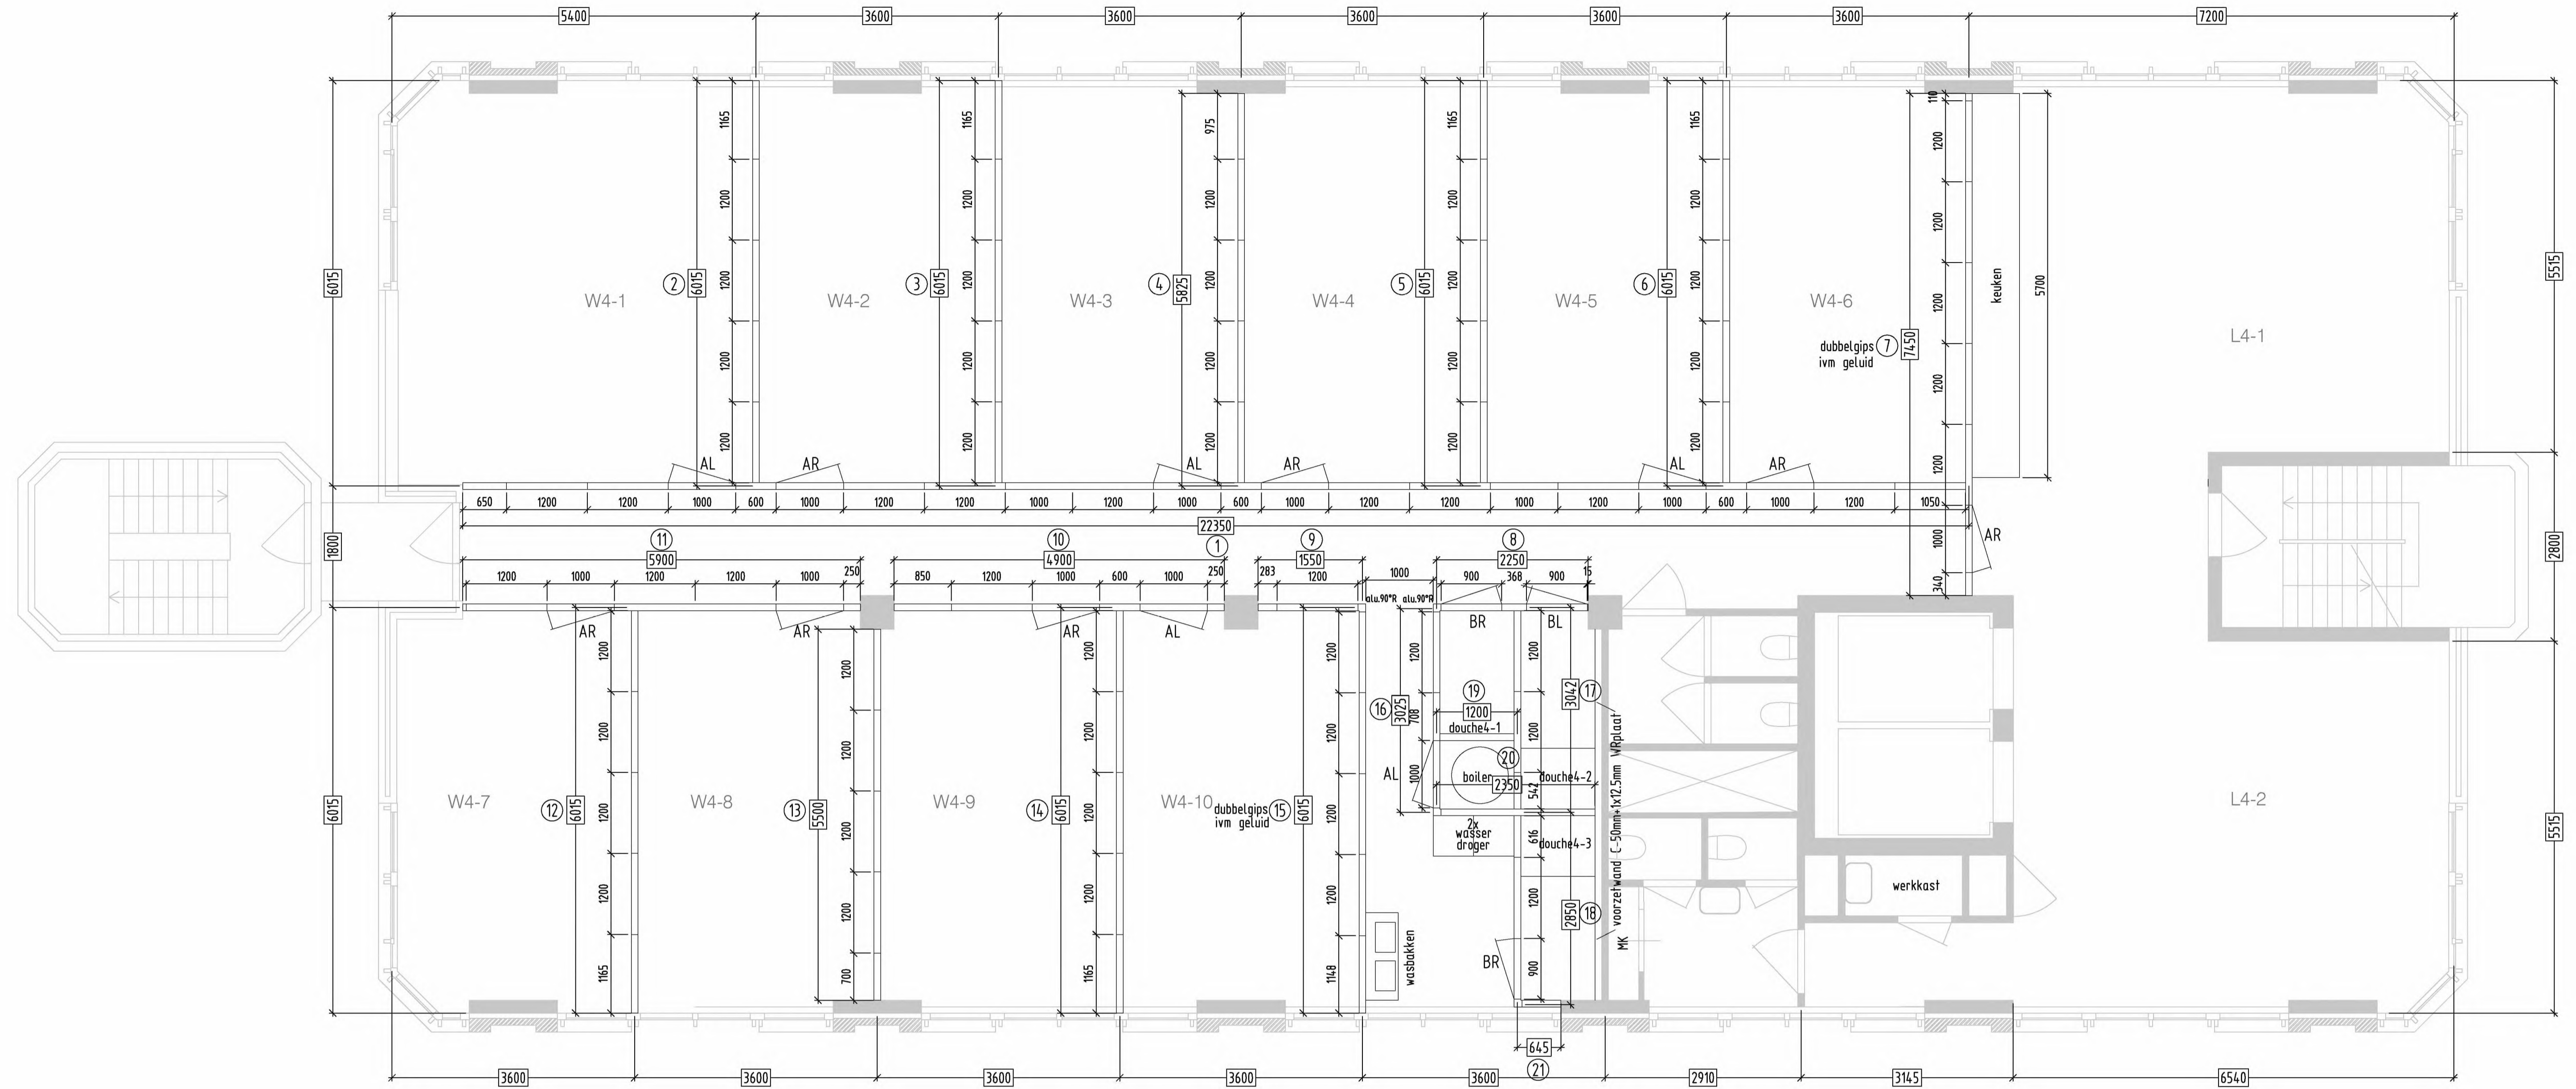 5400 3600 3600 3600 3600 3600 7200
6015 1165 1200 1200 1200 1200
6015 1165 1200 1200 1200 1200
5825 975 1200 1200 1200 1200
6015 1165 1200 1200 1200 1200
6015 1165 1200 1200 1200 1200
7450 110 1200 1200 1200 1200 1200 1000 340
5700
6015 1800 6015
5515 2800 5515
2 3 4 5 6 7
W4-1 W4-2 W4-3 W4-4 W4-5 W4-6
keuken
L4-1
dubbelgips
ivm geluid
AL AR AL AR AL AR
650 1200 1200 1000 600 1000 1200 1200 1000 1200 1000 600 1000 1200 1200 1000 1200 1000 600 1000 1200 1050
22350
AR
11 10 1 9 8
5900 4900 1550 2250
1200 1000 1200 1200 1000 250 850 1200 1000 600 1000 250 283 1200 1000 900 368 900 15
alu.90°R alu.90°R
AR AR AR AL BR BL
12 6015 1200 1200 1200 1200 1165
13 5500 1200 1200 1200 1200 700
14 6015 1200 1200 1200 1200 1165
15 6015 1200 1200 1200 1200 1148
16 3025 1200 708 1000
17 3042 1200 1200 542
18 2850 616 1200 900
19
1200
douche4-1
20
AL boiler 2350 douche4-2
2x
wasser
droger
douche4-3
W4-7 W4-8 W4-9 W4-10
dubbelgips
ivm geluid
L4-2
MK voorzetwand C-50mm+1x12.5mm WRplaat
werkkast
wasbakken
BR
645
21
3600 3600 3600 3600 3600 2910 3145 6540